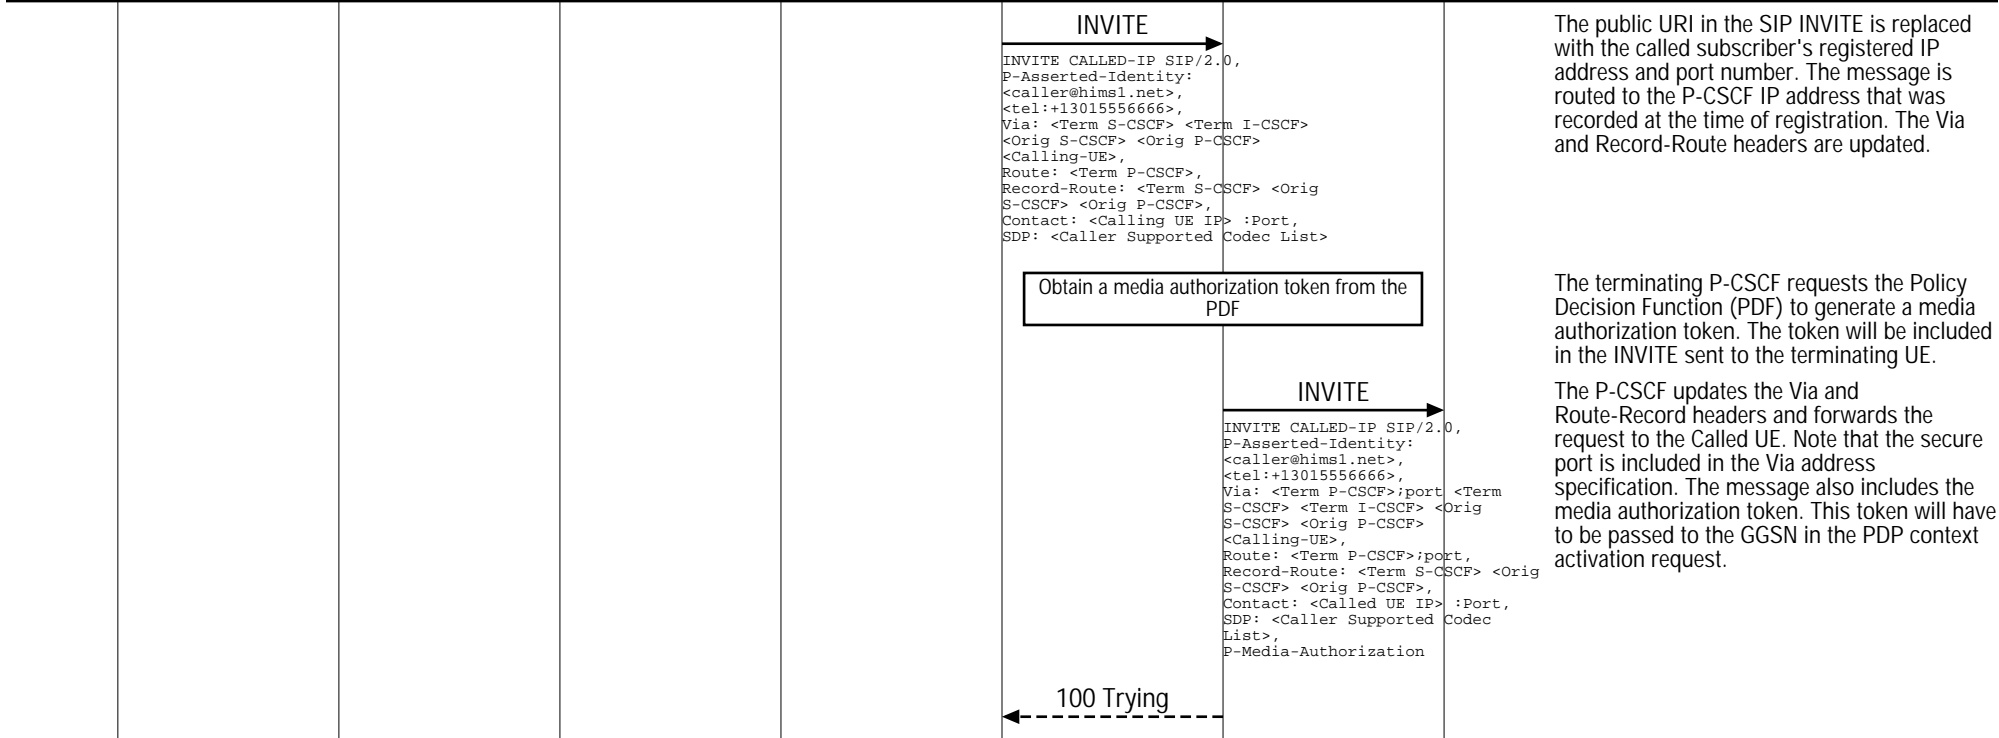 INVITE
INVITE CALLED-IP SIP/2.0,
P-Asserted-Identity:
<caller@hims1.net>,
<tel:+13015556666>,
Via: <Term S-CSCF> <Term I-CSCF>
<Orig S-CSCF> <Orig P-CSCF>
<Calling-UE>,
Route: <Term P-CSCF>,
Record-Route: <Term S-CSCF> <Orig
S-CSCF> <Orig P-CSCF>,
Contact: <Calling UE IP> :Port,
SDP: <Caller Supported Codec List>
The public URI in the SIP INVITE is replaced
with the called subscriber's registered IP
address and port number. The message is
routed to the P-CSCF IP address that was
recorded at the time of registration. The Via
and Record-Route headers are updated.
Obtain a media authorization token from the
PDF
The terminating P-CSCF requests the Policy
Decision Function (PDF) to generate a media
authorization token. The token will be included
in the INVITE sent to the terminating UE.
INVITE
INVITE CALLED-IP SIP/2.0,
P-Asserted-Identity:
<caller@hims1.net>,
<tel:+13015556666>,
Via: <Term P-CSCF>;port <Term
S-CSCF> <Term I-CSCF> <Orig
S-CSCF> <Orig P-CSCF>
<Calling-UE>,
Route: <Term P-CSCF>;port,
Record-Route: <Term S-CSCF> <Orig
S-CSCF> <Orig P-CSCF>,
Contact: <Called UE IP> :Port,
SDP: <Caller Supported Codec
List>,
P-Media-Authorization
The P-CSCF updates the Via and
Route-Record headers and forwards the
request to the Called UE. Note that the secure
port is included in the Via address
specification. The message also includes the
media authorization token. This token will have
to be passed to the GGSN in the PDP context
activation request.
100 Trying